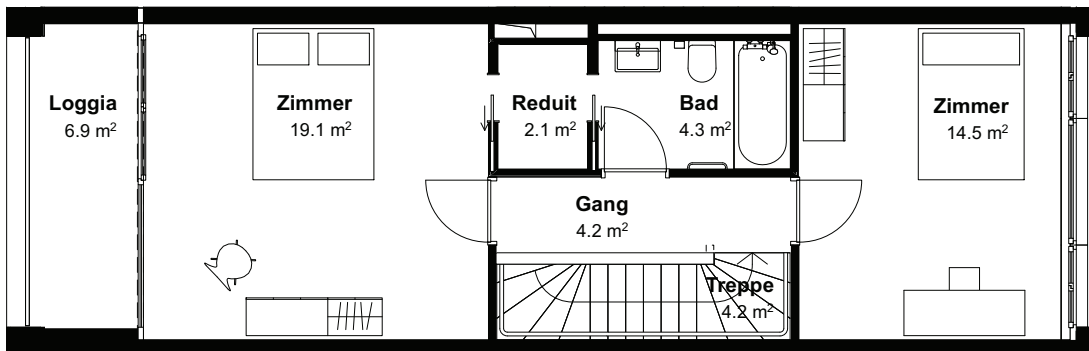 Loggia
6.9 m²
Zimmer
19.1 m²
Reduit
2.1 m²
Bad
4.3 m²
Zimmer
14.5 m²
Gang
4.2 m²
Treppe
4.2 m²